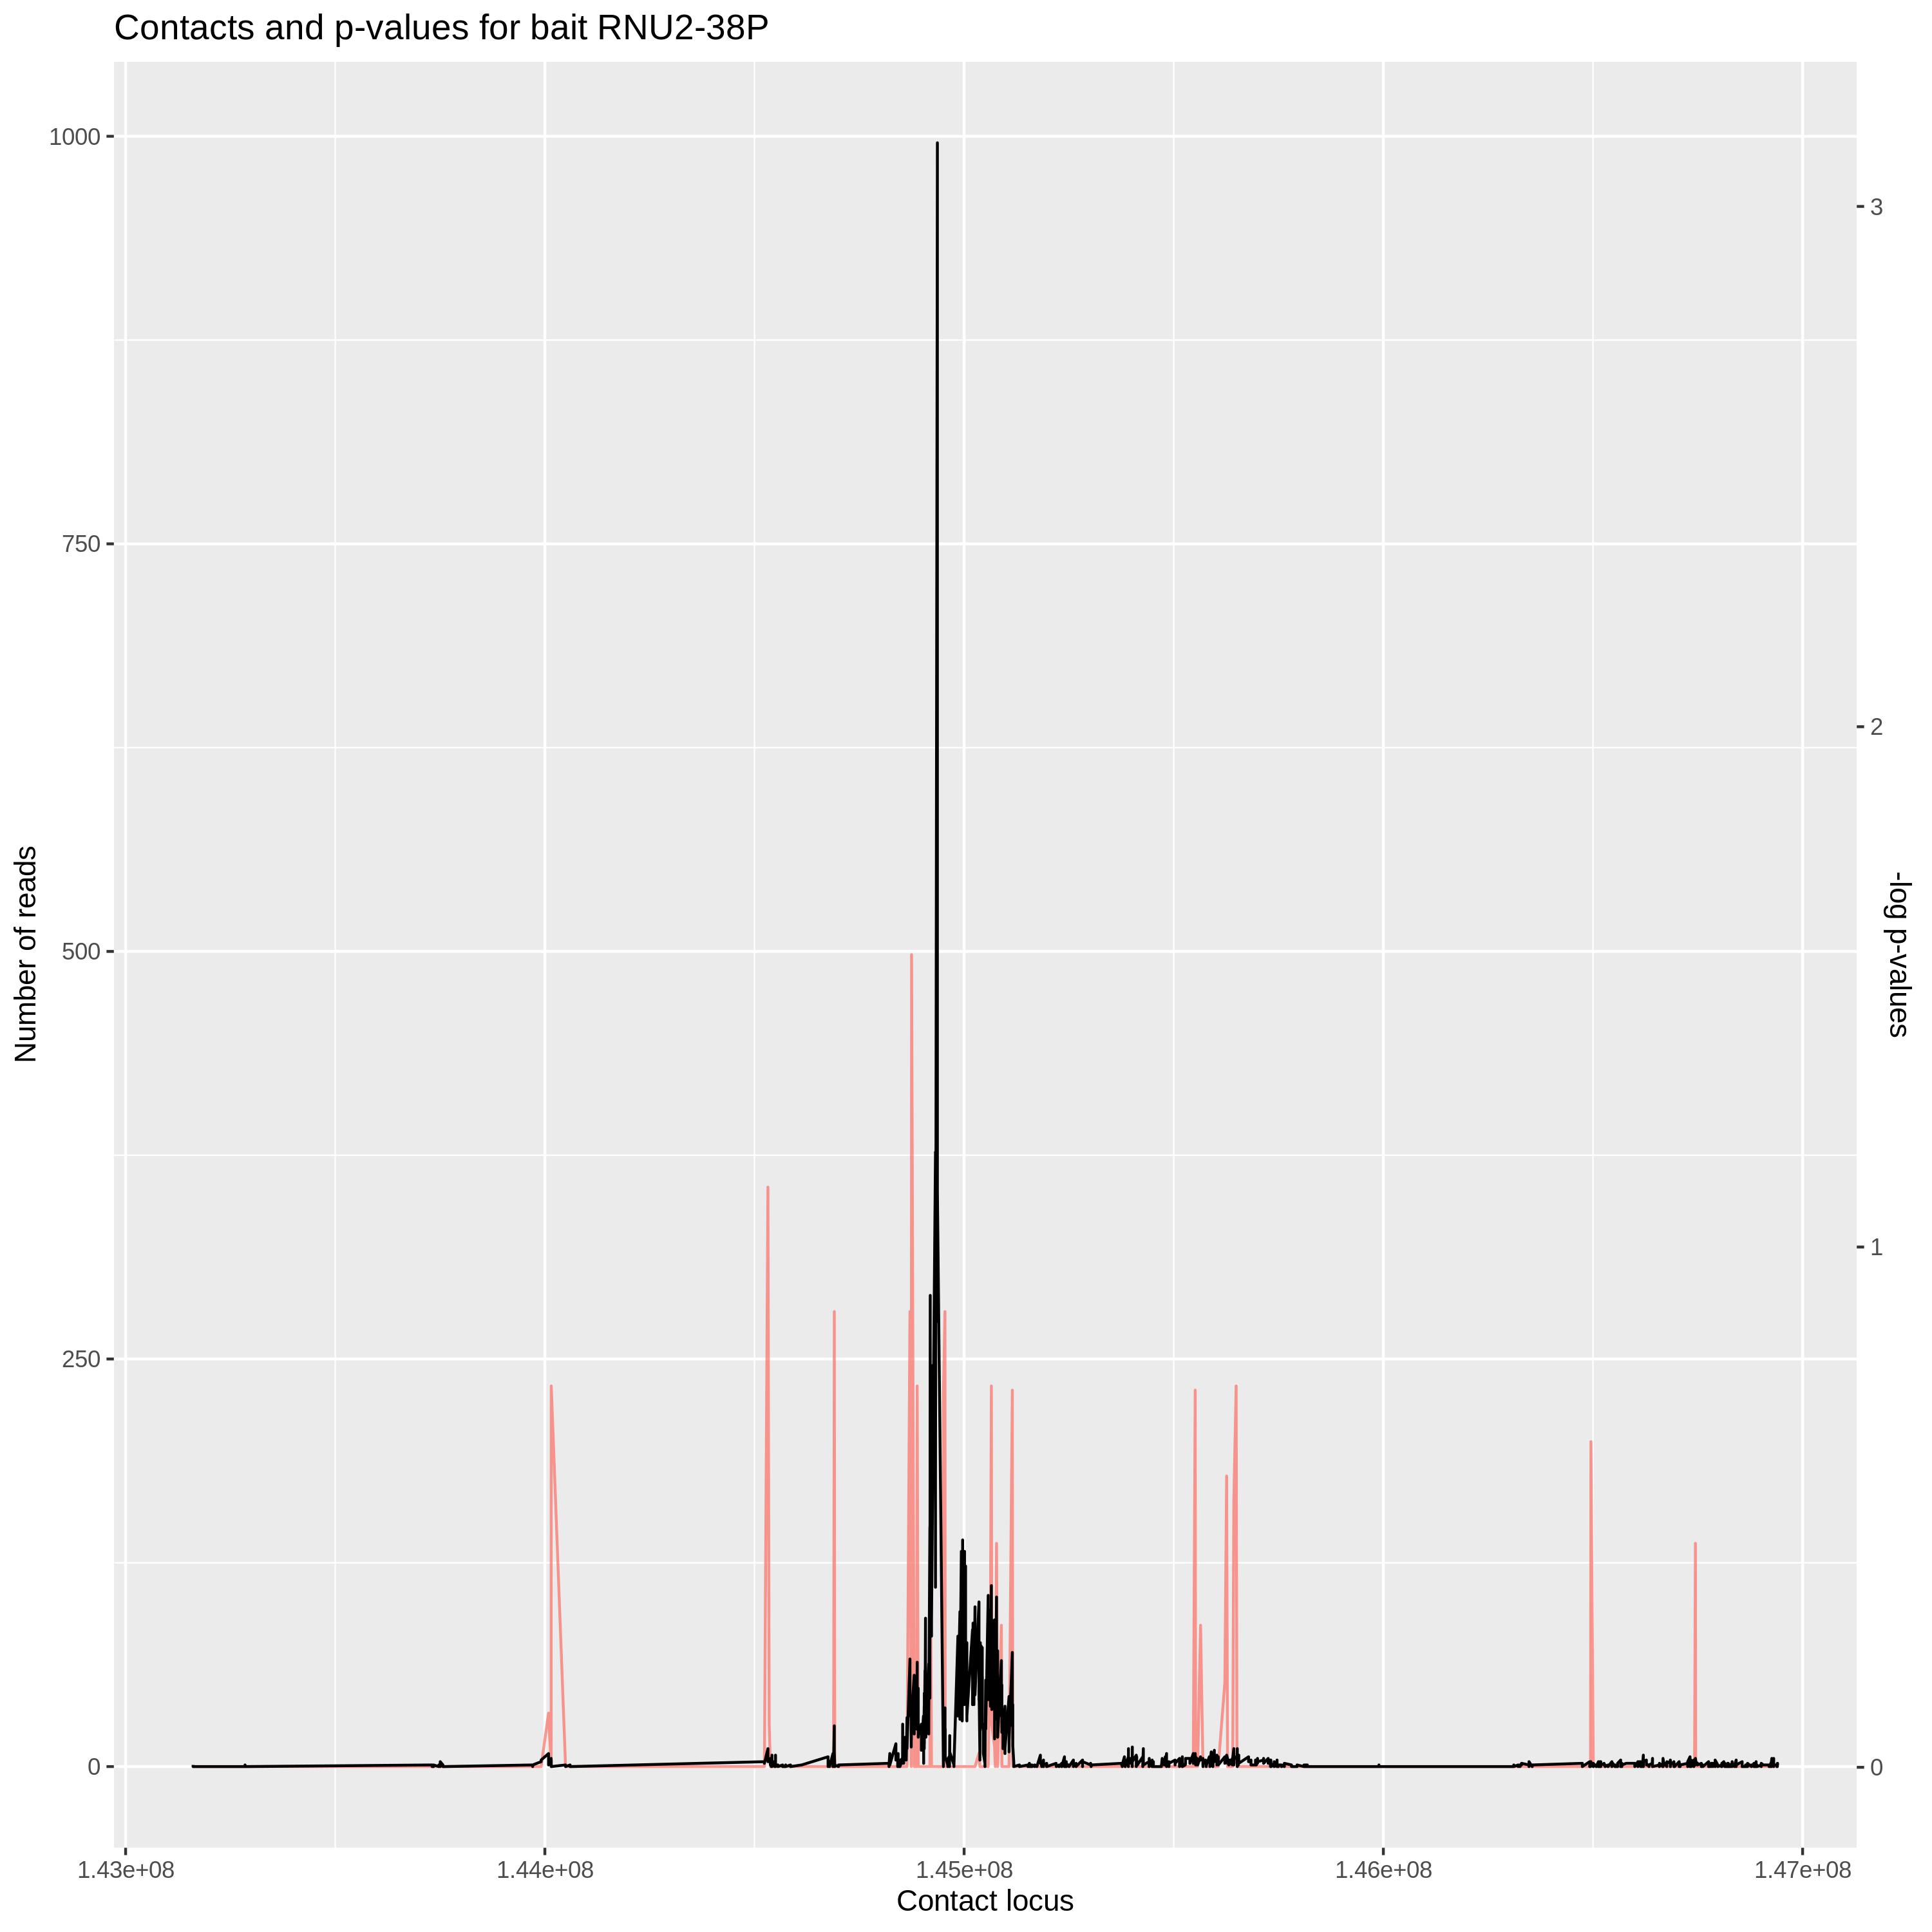 Contacts and p-values for bait RNU2-38P
1000
750
500
250
0
Number of reads
3
2
1
0
-log p-values
1.43e+08
1.44e+08
1.45e+08
1.46e+08
1.47e+08
Contact locus